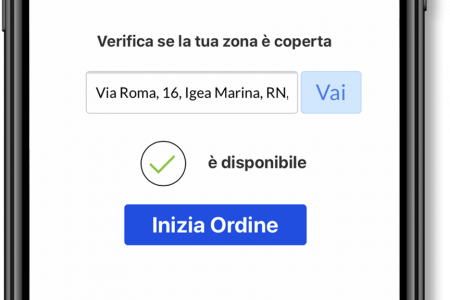 Verifica se la tua zona è coperta
Via Roma, 16, Igea Marina, RN,
Vai
è disponibile
Inizia Ordine